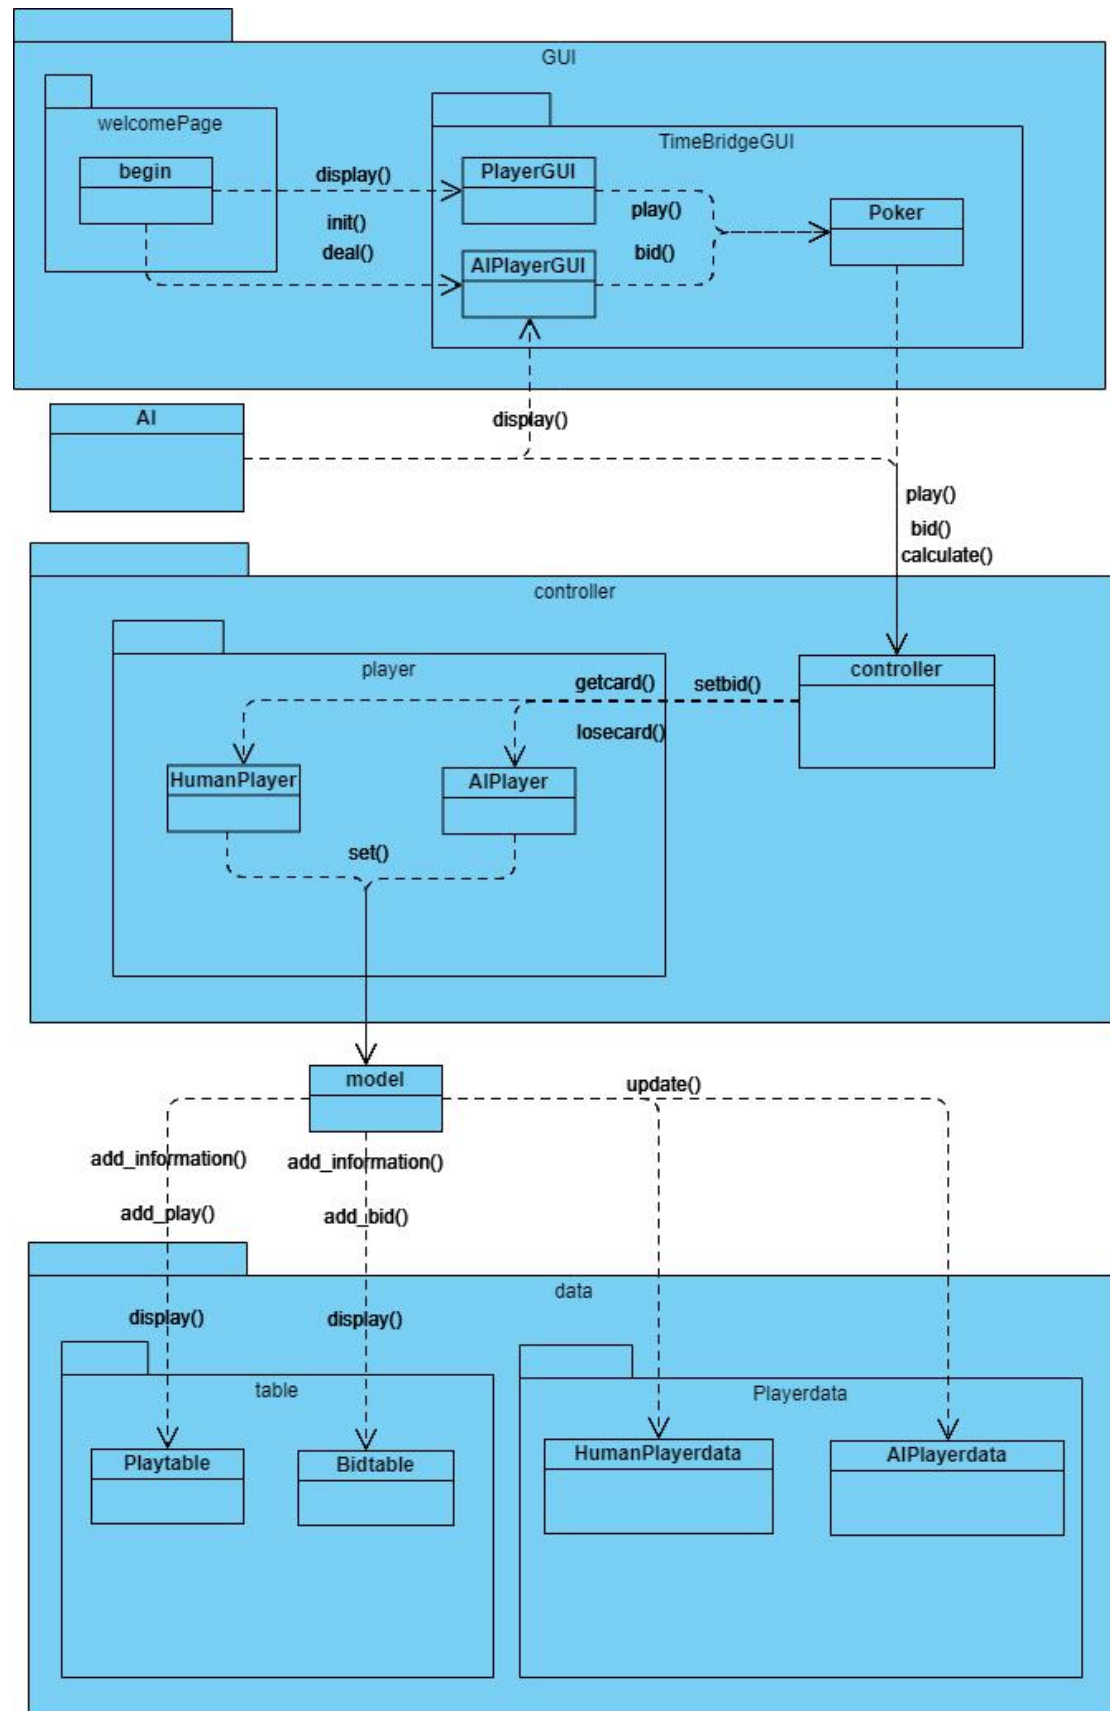 GUI
welcomePage
TimeBridgeGUI
begin
display()
PlayerGUI
init()
play()
Poker
deal()
AIPlayerGUI
bid()
AI
display()
play()
bid()
calculate()
controller
player
getcard()
setbid()
controller
losecard()
HumanPlayer
AIPlayer
set()
model
update()
add_information()
add_information()
add_play()
add_bid()
data
display()
display()
table
Playerdata
Playtable
Bidtable
HumanPlayerdata
AIPlayerdata